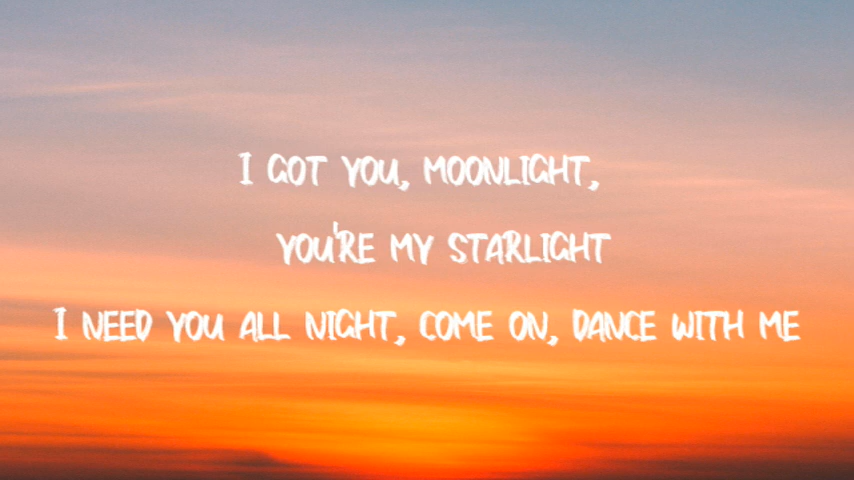 I GOT YOU, MOONLIGHT,
YOU'RE MY STARLIGHT
I NEED YOU ALL NIGHT, COME ON, DANCE WITH ME